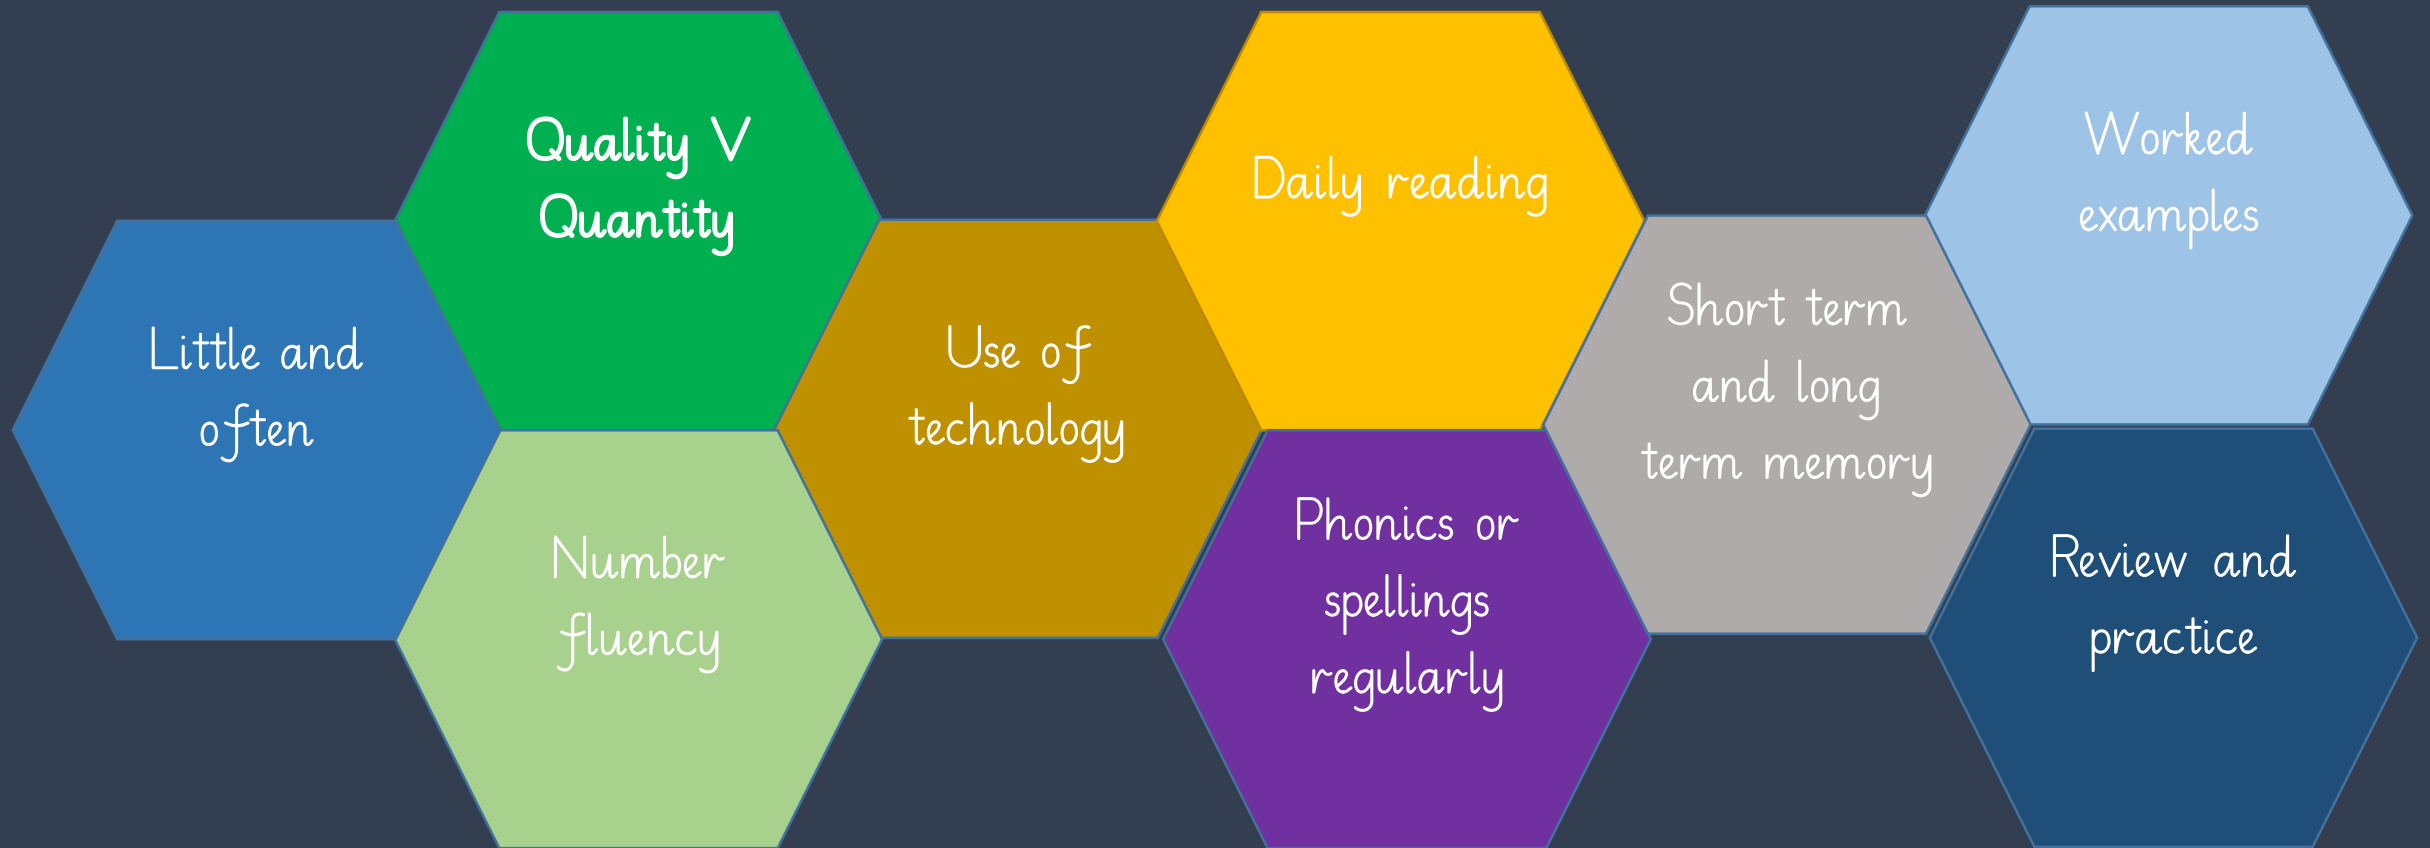 Little and
often
Quality V
Quantity
Number
fluency
Use of
technology
Daily reading
Phonics or
spellings
regularly
Short term
and long
term memory
Worked
examples
Review and
practice